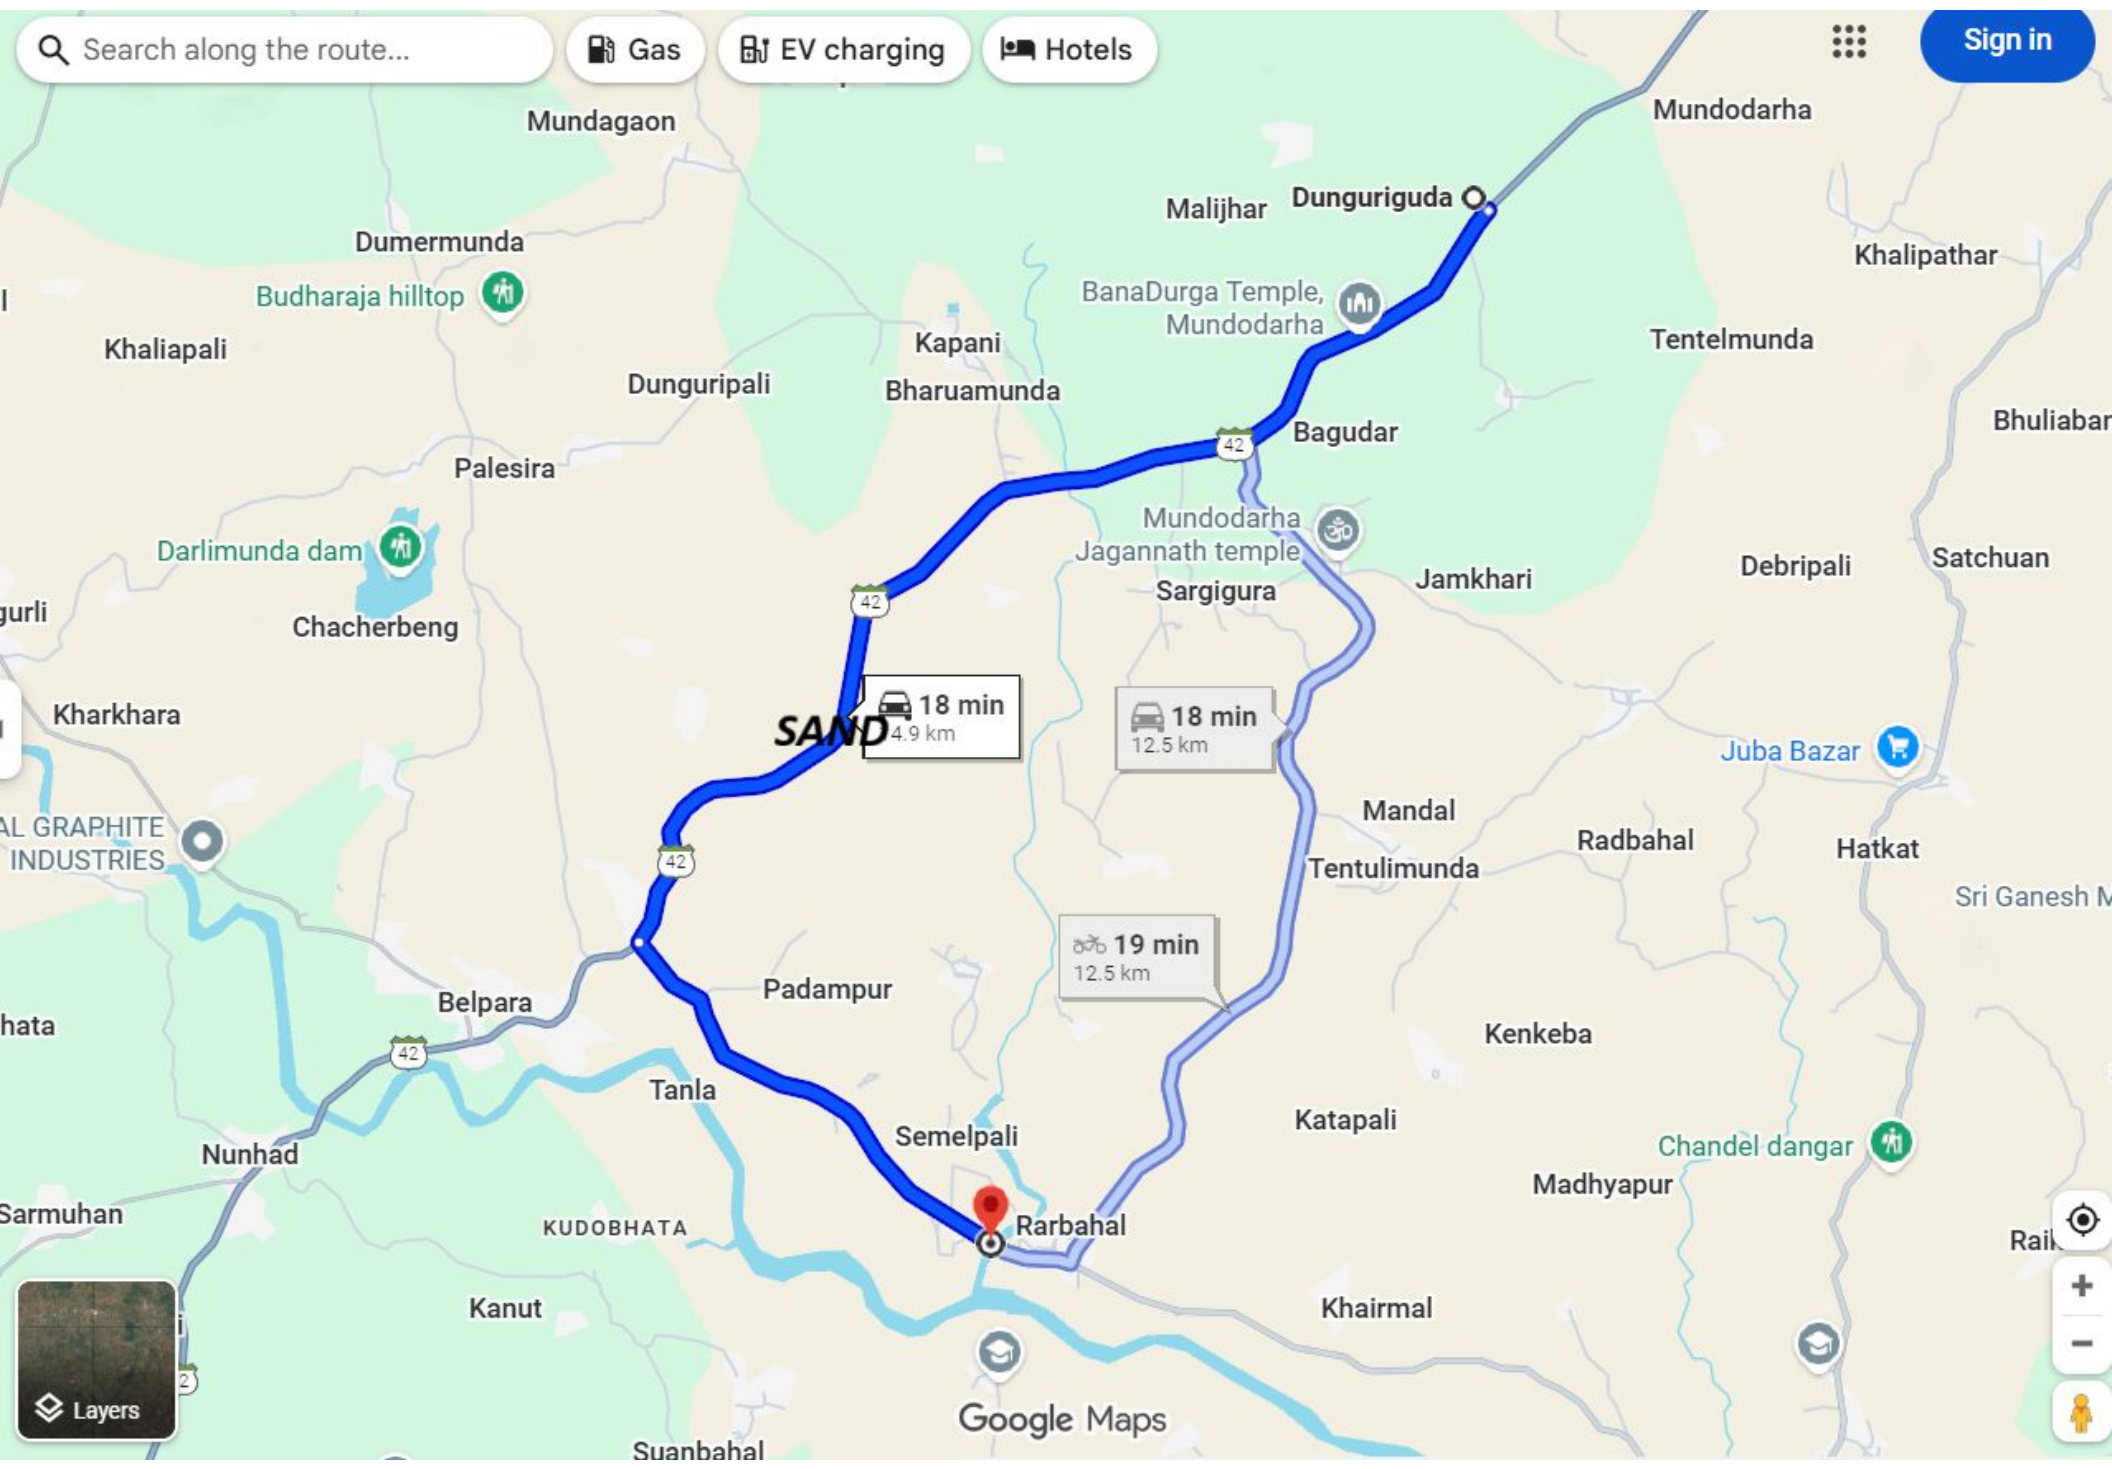 Search along the route...
Gas
EV charging
Hotels
Sign in
Mundagaon
Mundodarha
Malijhar
Dunguriguda
Dumermunda
Khalipathar
Budharaja hilltop
BanaDurga Temple,
Mundodarha
Khaliapali
Kapani
Tentelmunda
Dunguripali
Bharuamunda
Bhuliabar
Bagudar
42
Palesira
Mundodarha
Jagannath temple
Darlimunda dam
Debripali
Satchuan
Jamkhari
Sargigura
42
gurli
Chacherbeng
Kharkhara
18 min
4.9 km
SAND
18 min
12.5 km
Juba Bazar
Mandal
AL GRAPHITE
INDUSTRIES
Radbahal
Hatkat
42
Tentulimunda
Sri Ganesh M
19 min
12.5 km
Padampur
Belpara
hata
Kenkeba
42
Tanla
Katapali
Semelpali
Chandel dangar
Nunhad
Madhyapur
Sarmuhan
KUDOBHATA
Rarbahal
Rail
Kanut
Khairmal
i
2
Layers
Google Maps
Suanbahal